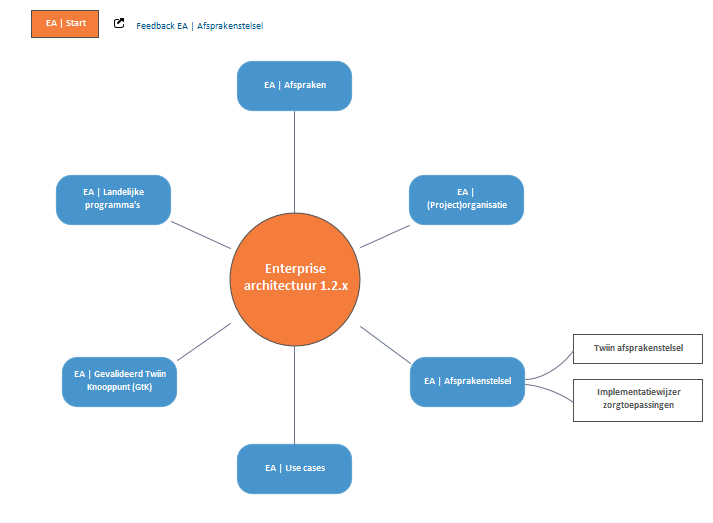 EA | Start
Feedback EA | Afsprakenstelsel
EA | Afspraken
EA | Landelijke
programma's
EA |
(Project)organisatie
Enterprise
architectuur 1.2.x
EA | Gevalideerd Twiin
Knooppunt (GtK)
EA | Afsprakenstelsel
Twiin afsprakenstelsel
Implementatiewijzer
zorgtoepassingen
EA | Use cases